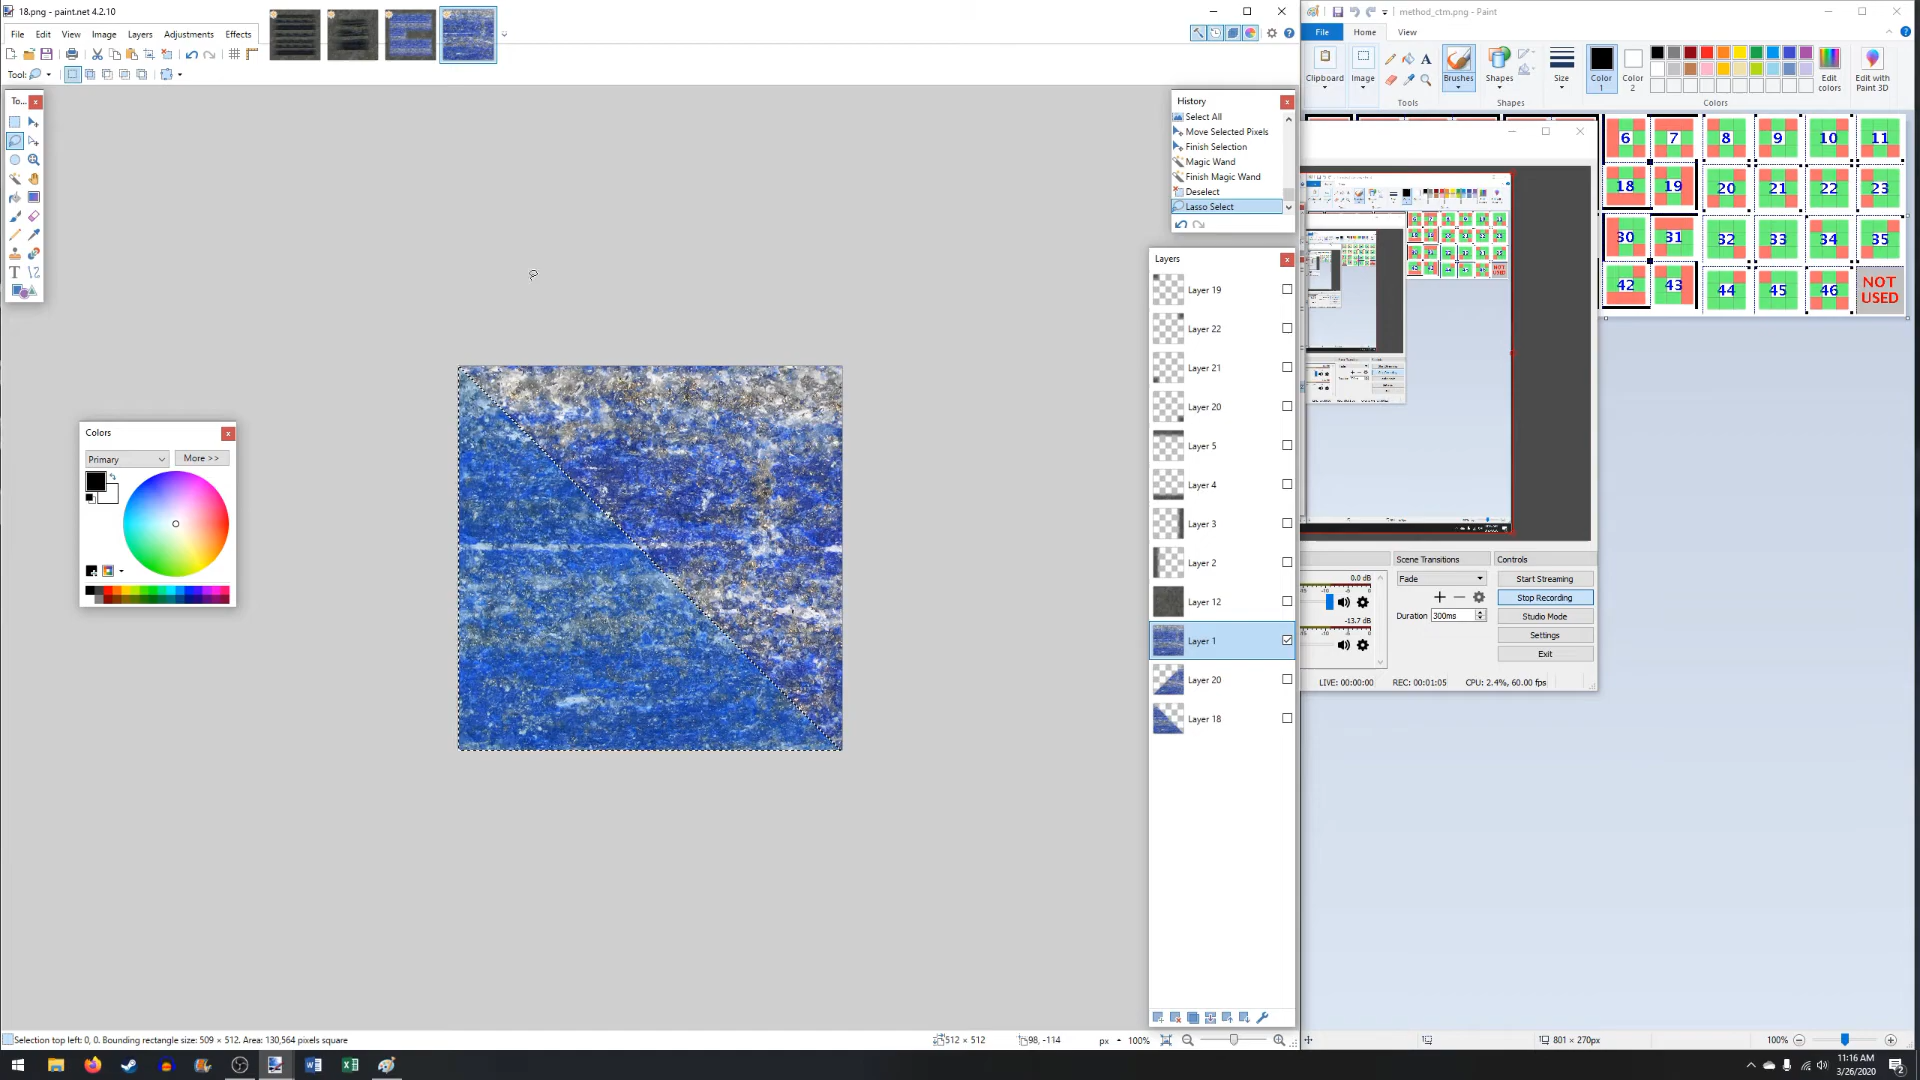 18.png - paint.net 4.2.10
File Edit View Image Layers Adjustments Effects
Tool:
To...
History
Select All
Move Selected Pixels
Finish Selection
Magic Wand
Finish Magic Wand
Deselect
Lasso Select
Layers
Layer 19
Layer 22
Layer 21
Layer 20
Layer 5
Layer 4
Layer 3
Layer 2
Layer 12
Layer 1
Layer 20
Layer 18
Colors
Primary
More >>
Selection top left: 0, 0. Bounding rectangle size: 509 × 512. Area: 130,564 pixels square
512 × 512
98, -114
px
100%
method_ctm.png - Paint
File Home View
Clipboard
Image
Tools
Brushes
Shapes
Shapes
Size
Color 1
Color 2
Colors
Edit colors
Edit with Paint 3D
6 7 8 9 10 11
18 19 20 21 22 23
30 31 32 33 34 35
42 43 44 45 46 NOT USED
0.0 dB
-13.7 dB
Scene Transitions
Fade
Duration 300ms
Controls
Start Streaming
Stop Recording
Studio Mode
Settings
Exit
LIVE: 00:00:00
REC: 00:01:05
CPU: 2.4%, 60.00 fps
801 × 270px
100%
11:16 AM
3/26/2020